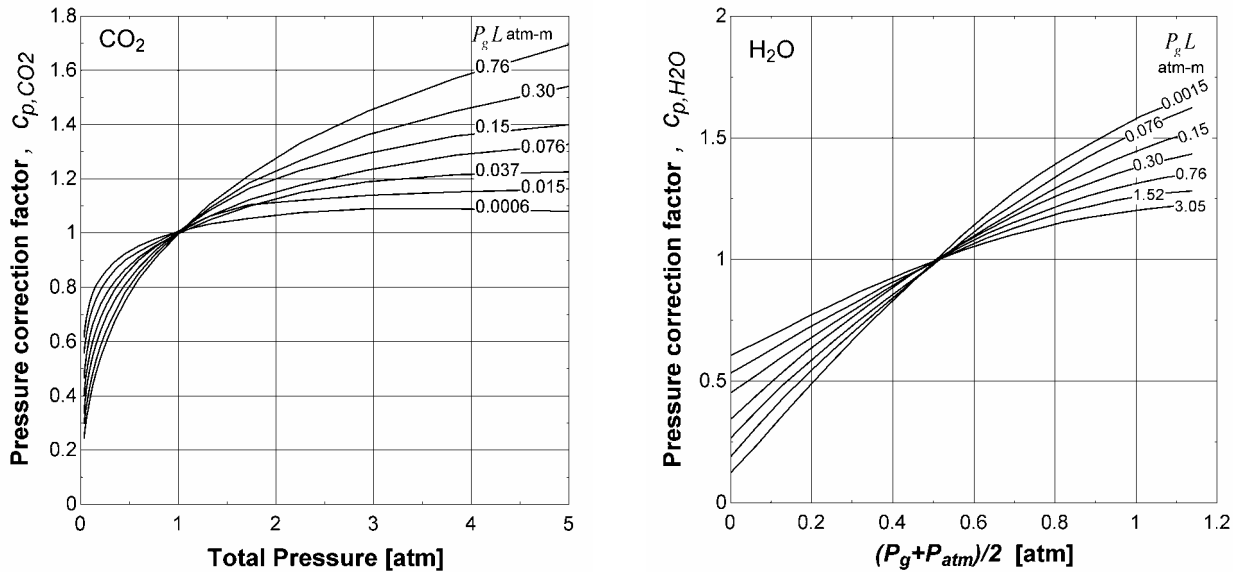 Pressure correction factor , cp,CO2
1.8
1.6
1.4
1.2
1
0.8
0.6
0.4
0.2
0
CO2
PgL atm-m
0.76
0.30
0.15
0.076
0.037
0.015
0.0006
0 1 2 3 4 5
Total Pressure [atm]
Pressure correction factor , cp,H2O
2
1.5
1
0.5
0
H2O
PgL
atm-m
0.0015
0.076
0.15
0.30
0.76
1.52
3.05
0 0.2 0.4 0.6 0.8 1 1.2
(Pg+Patm)/2 [atm]